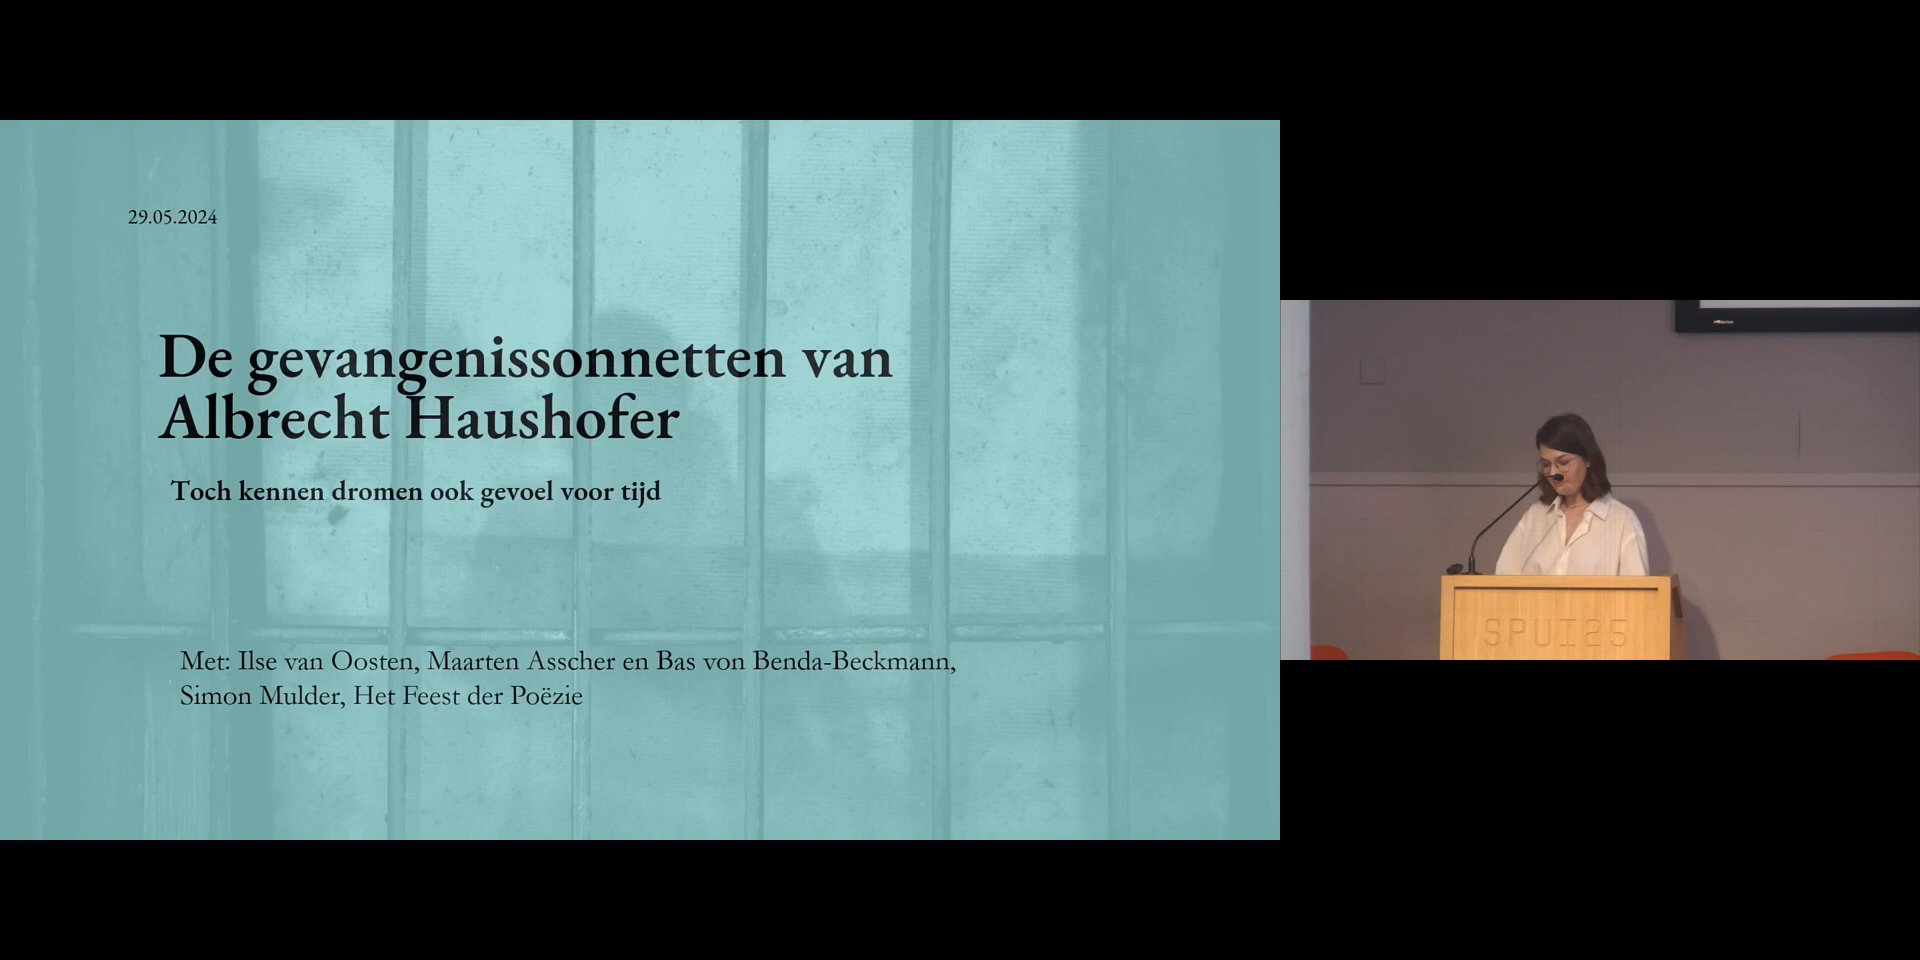 29.05.2024
De gevangenissonnetten van
Albrecht Haushofer
Toch kennen dromen ook gevoel voor tijd
Met: Ilse van Oosten, Maarten Asscher en Bas von Benda-Beckmann,
Simon Mulder, Het Feest der Poëzie
SPUI25